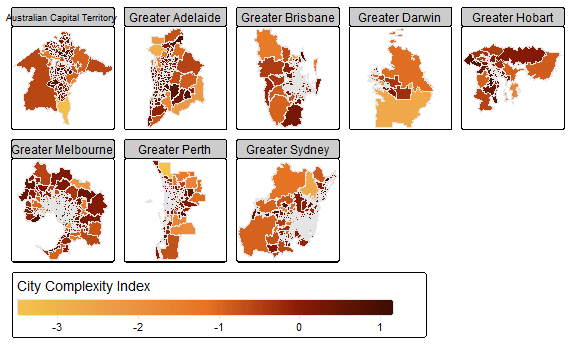 Australian Capital Territory
Greater Adelaide
Greater Brisbane
Greater Darwin
Greater Hobart
Greater Melbourne
Greater Perth
Greater Sydney
City Complexity Index
-3 -2 -1 0 1